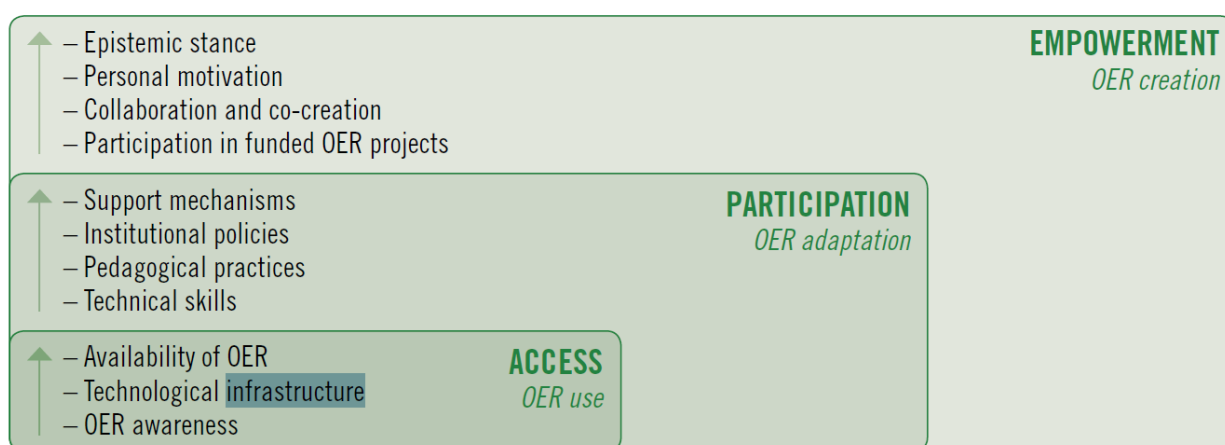 – Epistemic stance
– Personal motivation
– Collaboration and co-creation
– Participation in funded OER projects
EMPOWERMENT
OER creation
– Support mechanisms
– Institutional policies
– Pedagogical practices
– Technical skills
PARTICIPATION
OER adaptation
– Availability of OER
– Technological infrastructure
– OER awareness
ACCESS
OER use